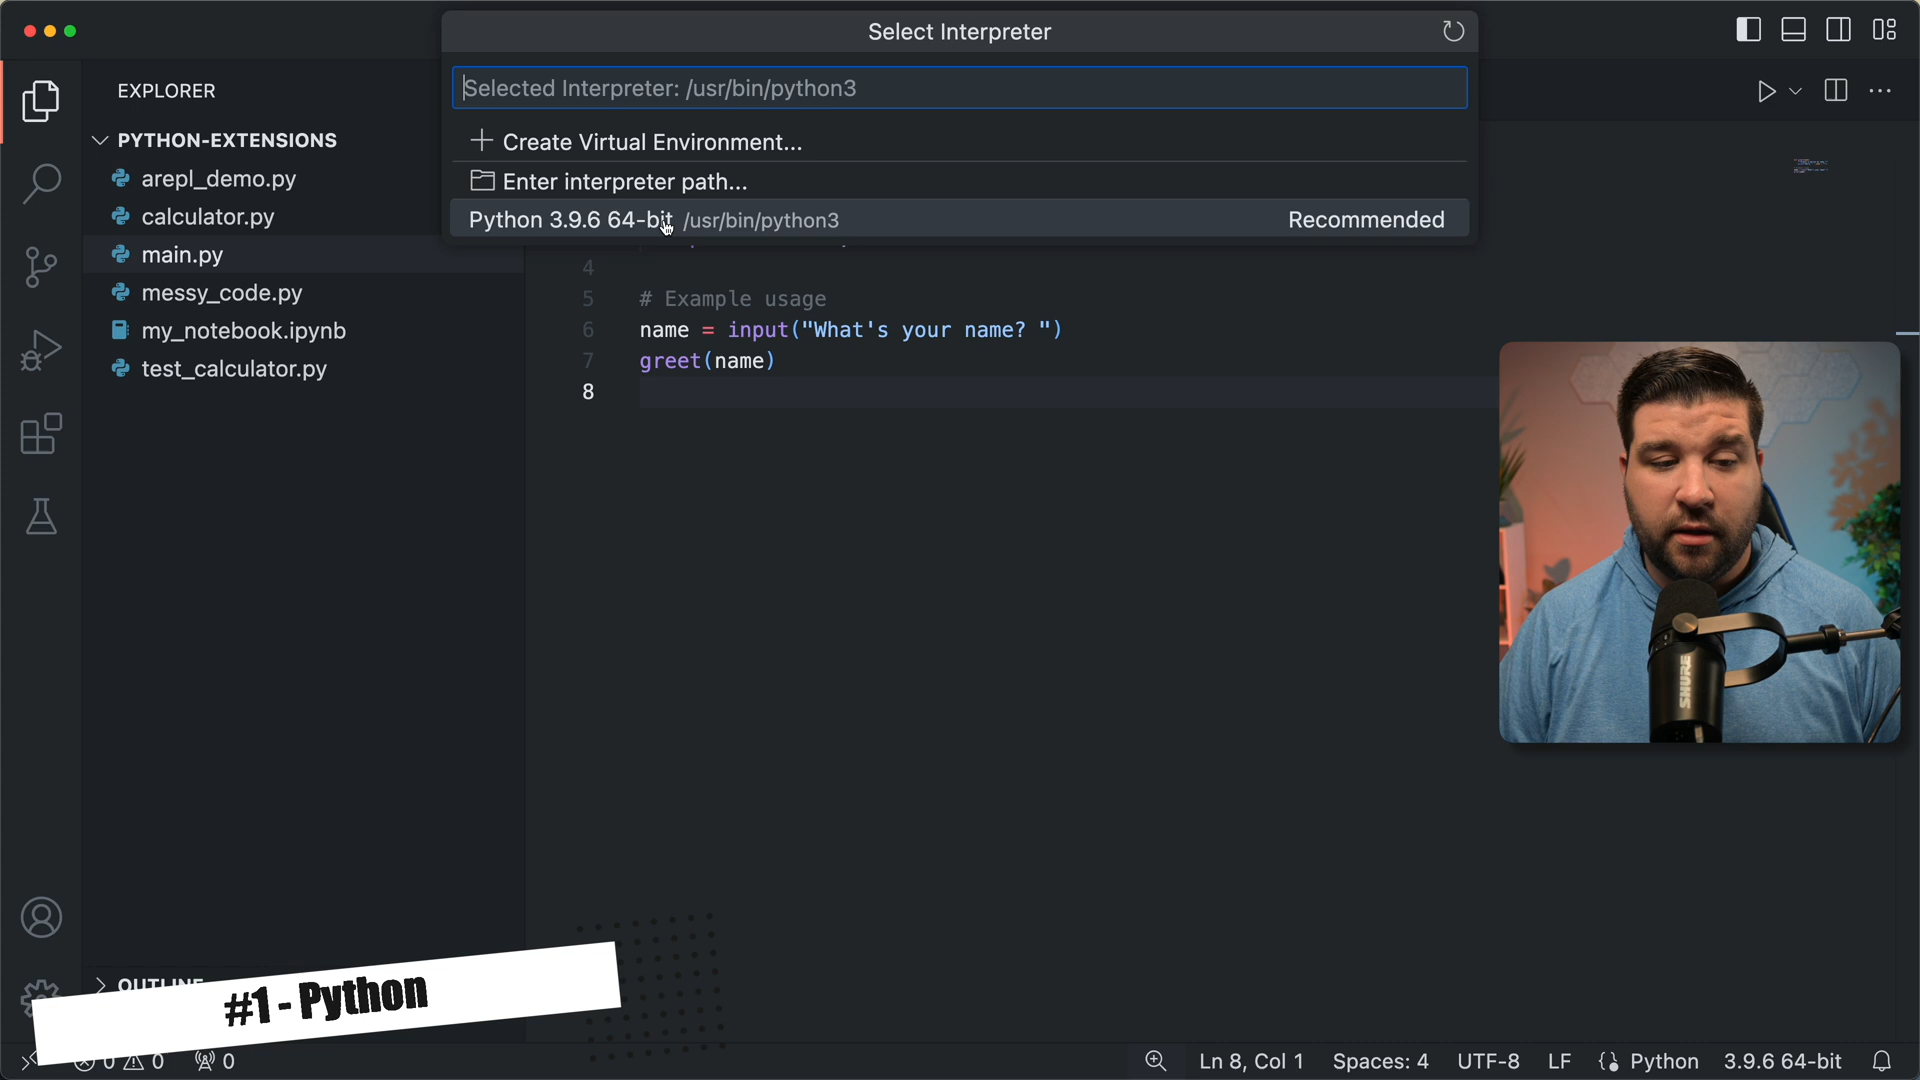 Select Interpreter
Selected Interpreter: /usr/bin/python3
Create Virtual Environment...
Enter interpreter path...
Python 3.9.6 64-bit /usr/bin/python3 Recommended
EXPLORER
PYTHON-EXTENSIONS
arepl_demo.py
calculator.py
main.py
messy_code.py
my_notebook.ipynb
test_calculator.py
4
5 # Example usage
6 name = input("What's your name? ")
7 greet(name)
8
SHURE
OUTLINE
#1 - Python
0 0 0
Ln 8, Col 1 Spaces: 4 UTF-8 LF Python 3.9.6 64-bit